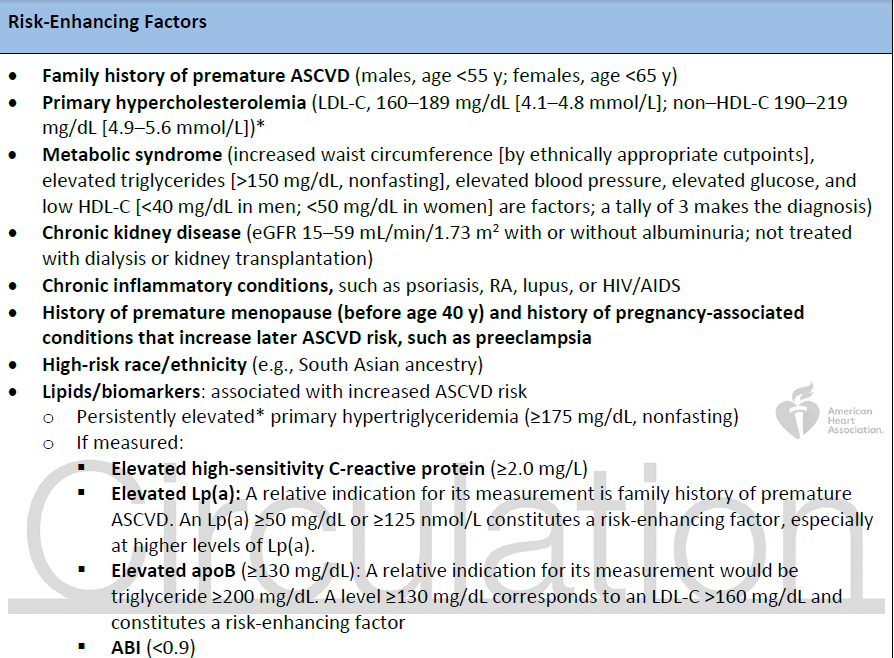 Risk-Enhancing Factors
• Family history of premature ASCVD (males, age <55 y; females, age <65 y)
• Primary hypercholesterolemia (LDL-C, 160–189 mg/dL [4.1–4.8 mmol/L]; non–HDL-C 190–219
mg/dL [4.9–5.6 mmol/L])*
• Metabolic syndrome (increased waist circumference [by ethnically appropriate cutpoints],
elevated triglycerides [>150 mg/dL, nonfasting], elevated blood pressure, elevated glucose, and
low HDL-C [<40 mg/dL in men; <50 mg/dL in women] are factors; a tally of 3 makes the diagnosis)
• Chronic kidney disease (eGFR 15–59 mL/min/1.73 m² with or without albuminuria; not treated
with dialysis or kidney transplantation)
• Chronic inflammatory conditions, such as psoriasis, RA, lupus, or HIV/AIDS
• History of premature menopause (before age 40 y) and history of pregnancy-associated
conditions that increase later ASCVD risk, such as preeclampsia
• High-risk race/ethnicity (e.g., South Asian ancestry)
• Lipids/biomarkers: associated with increased ASCVD risk
o Persistently elevated* primary hypertriglyceridemia (≥175 mg/dL, nonfasting)
o If measured:
▪ Elevated high-sensitivity C-reactive protein (≥2.0 mg/L)
▪ Elevated Lp(a): A relative indication for its measurement is family history of premature
ASCVD. An Lp(a) ≥50 mg/dL or ≥125 nmol/L constitutes a risk-enhancing factor, especially
at higher levels of Lp(a).
▪ Elevated apoB (≥130 mg/dL): A relative indication for its measurement would be
triglyceride ≥200 mg/dL. A level ≥130 mg/dL corresponds to an LDL-C >160 mg/dL and
constitutes a risk-enhancing factor
▪ ABI (<0.9)
American
Heart
Association.
Circulation